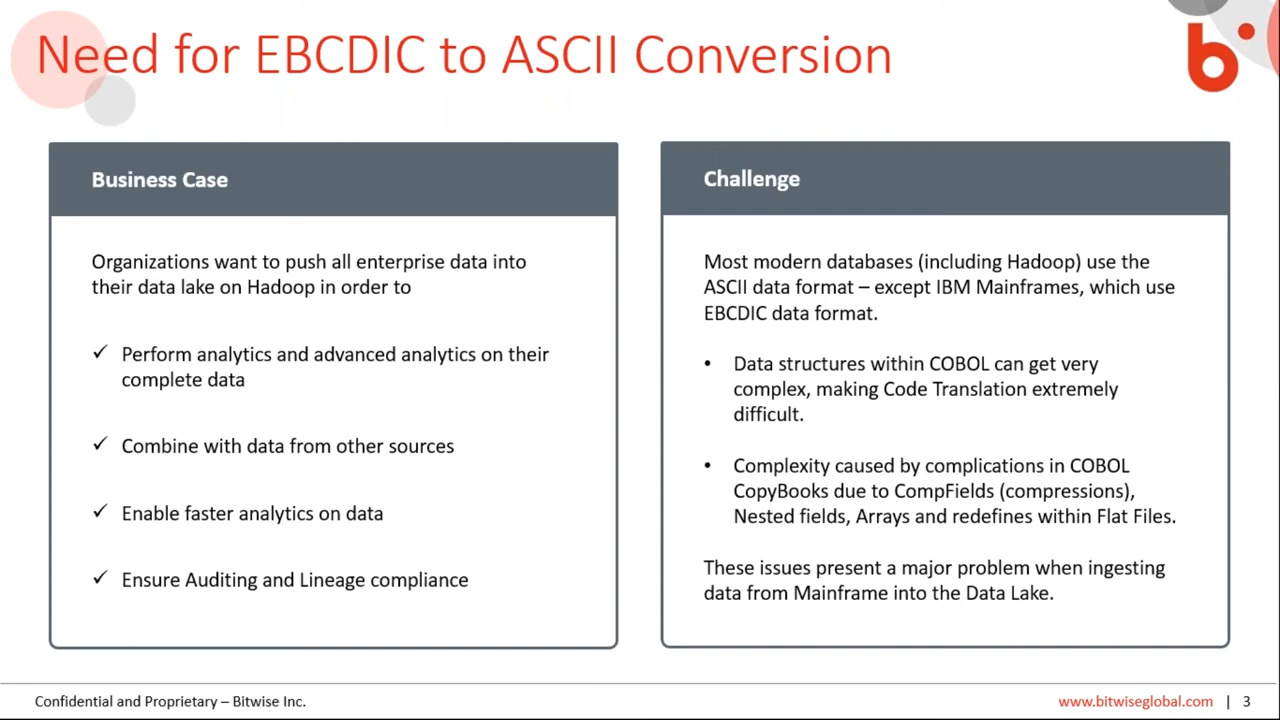 Need for EBCDIC to ASCII Conversion
Business Case
Organizations want to push all enterprise data into
their data lake on Hadoop in order to
✓ Perform analytics and advanced analytics on their
complete data
✓ Combine with data from other sources
✓ Enable faster analytics on data
✓ Ensure Auditing and Lineage compliance
Challenge
Most modern databases (including Hadoop) use the
ASCII data format – except IBM Mainframes, which use
EBCDIC data format.
• Data structures within COBOL can get very
complex, making Code Translation extremely
difficult.
• Complexity caused by complications in COBOL
CopyBooks due to CompFields (compressions),
Nested fields, Arrays and redefines within Flat Files.
These issues present a major problem when ingesting
data from Mainframe into the Data Lake.
Confidential and Proprietary – Bitwise Inc.
www.bitwiseglobal.com | 3